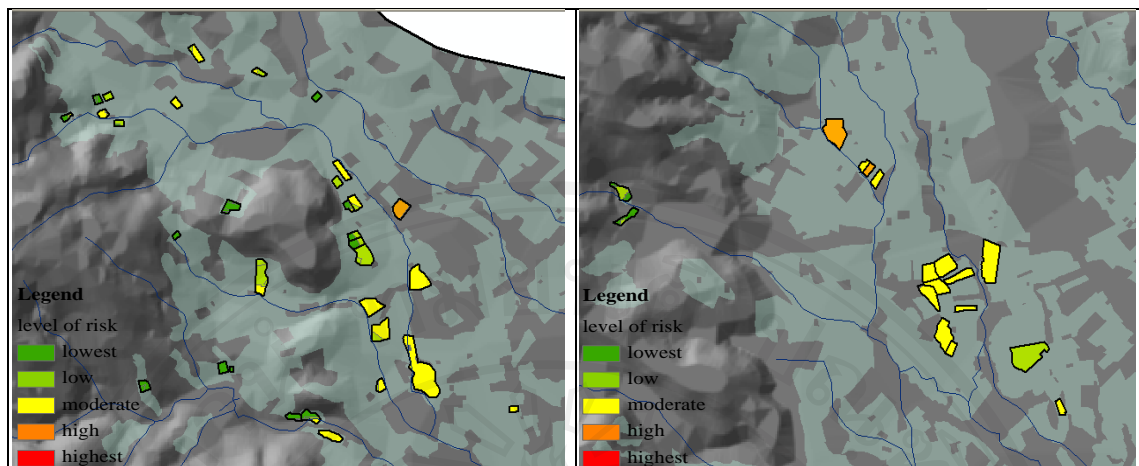 Legend
level of risk
lowest
low
moderate
high
highest
Legend
level of risk
lowest
low
moderate
high
highest